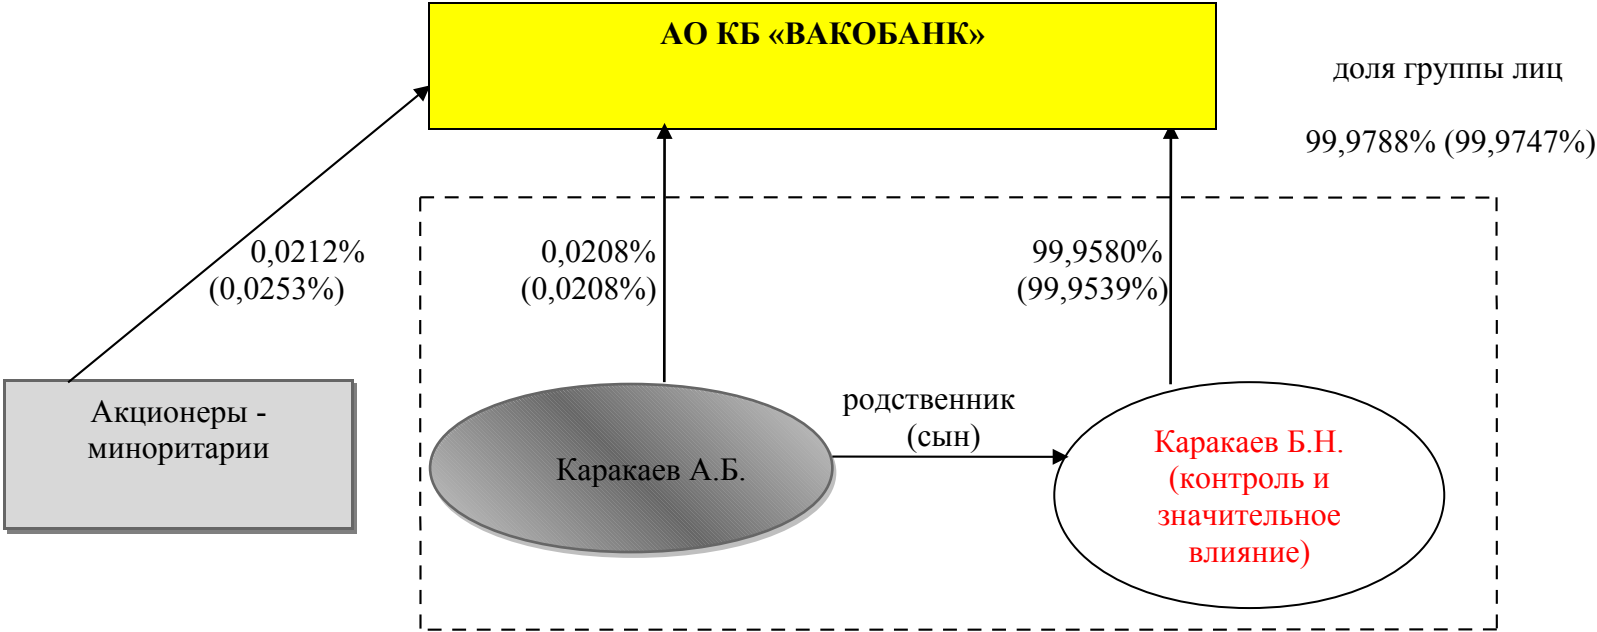 АО КБ «ВАКОБАНК»
доля группы лиц
99,9788% (99,9747%)
0,0212%
(0,0253%)
0,0208%
(0,0208%)
99,9580%
(99,9539%)
Акционеры -
миноритарии
Каракаев А.Б.
родственник
(сын)
Каракаев Б.Н.
(контроль и
значительное
влияние)